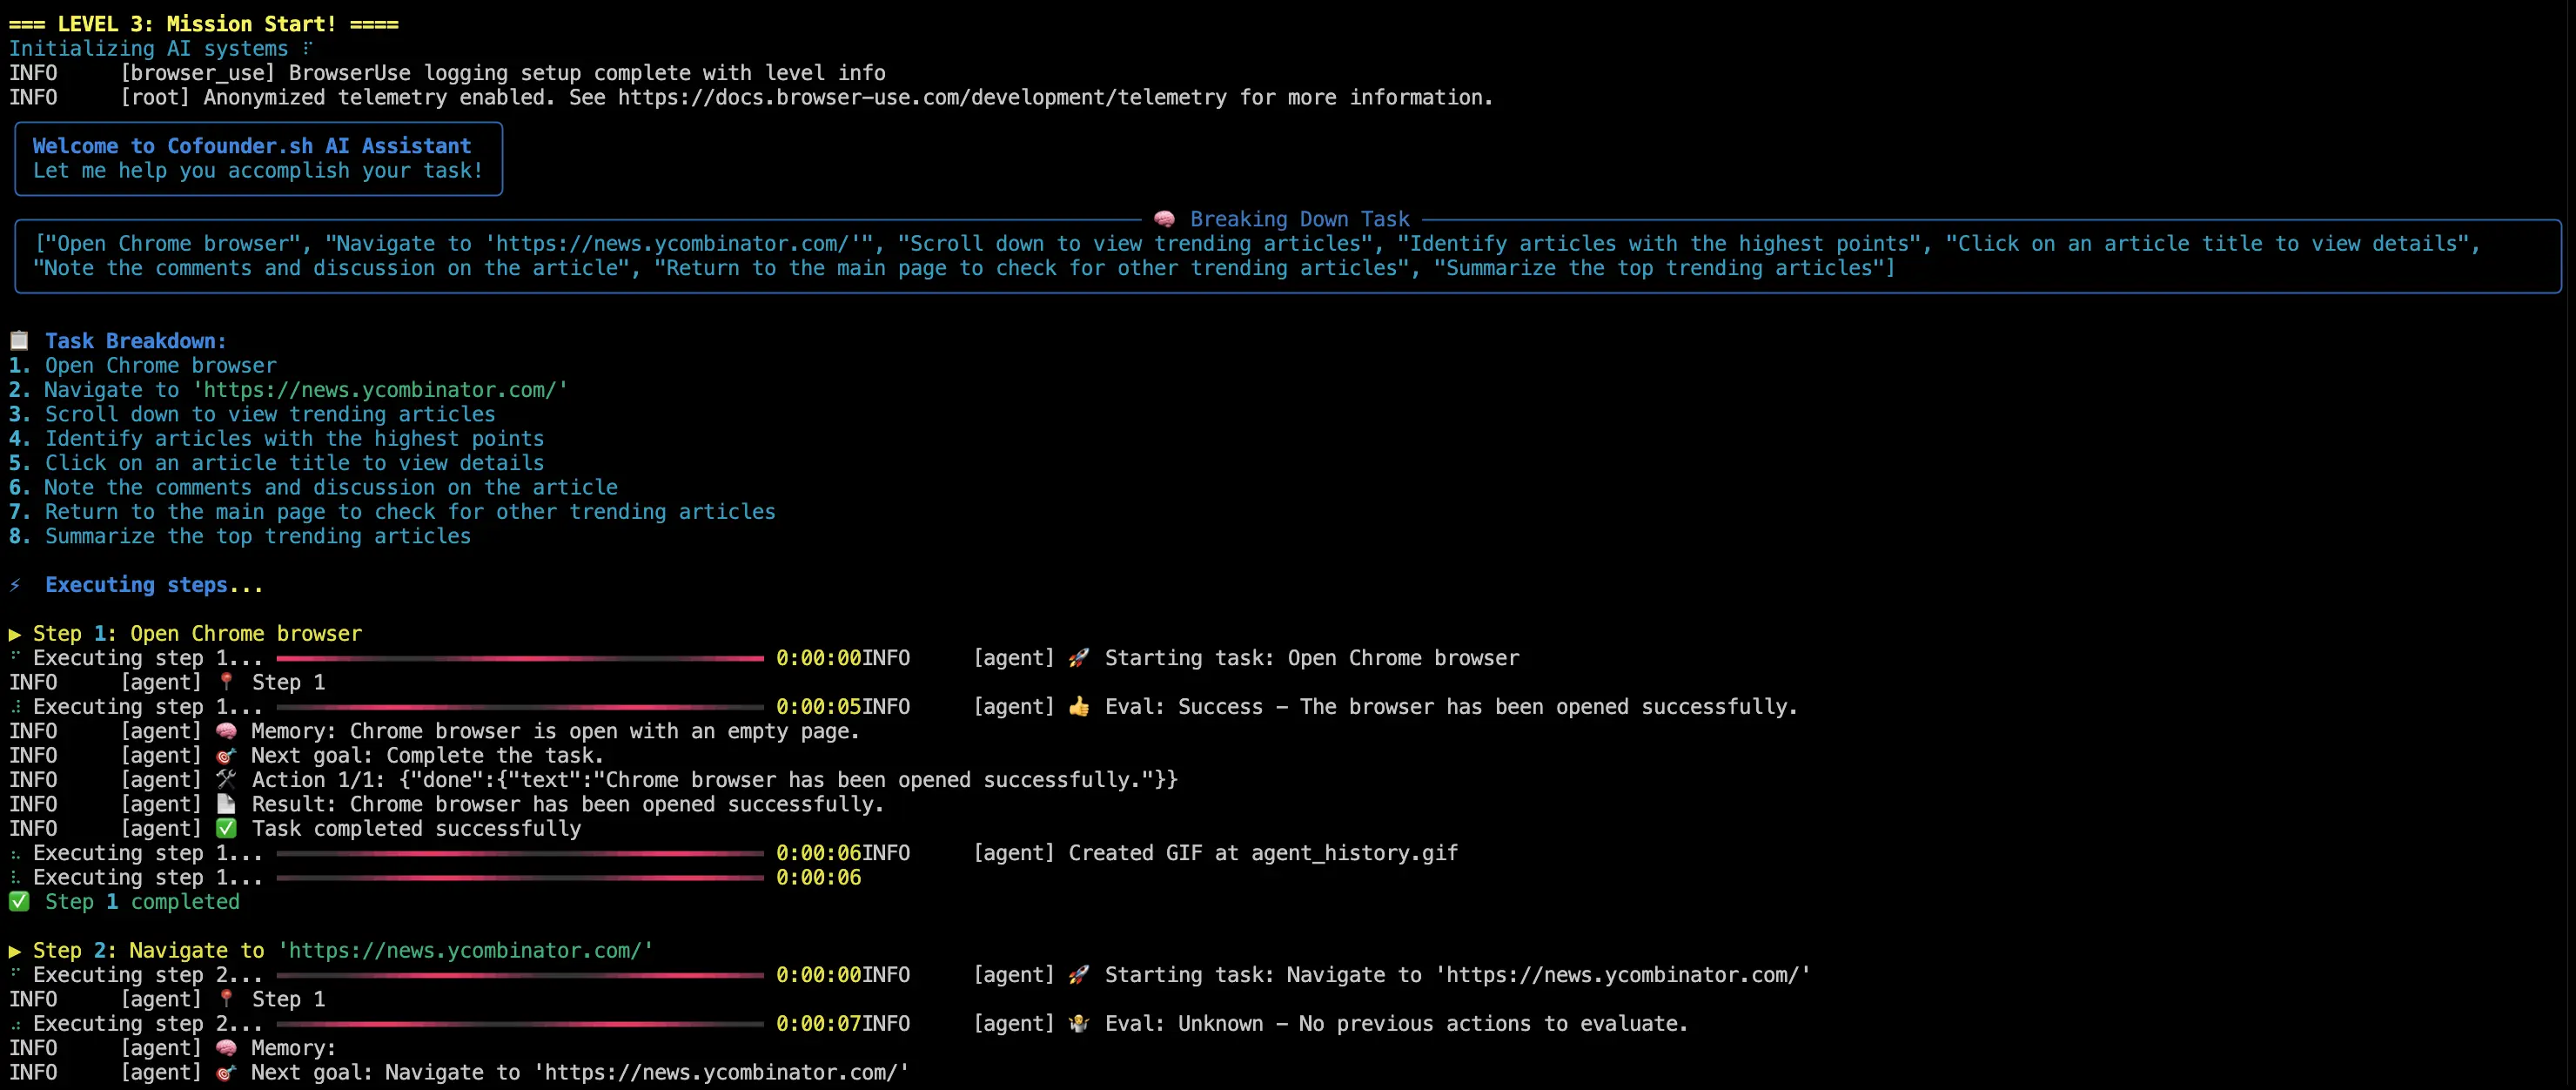 === LEVEL 3: Mission Start! ====
Initializing AI systems ⠏
INFO     [browser_use] BrowserUse logging setup complete with level info
INFO     [root] Anonymized telemetry enabled. See https://docs.browser-use.com/development/telemetry for more information.
Welcome to Cofounder.sh AI Assistant
Let me help you accomplish your task!
🧠 Breaking Down Task
["Open Chrome browser", "Navigate to 'https://news.ycombinator.com/'", "Scroll down to view trending articles", "Identify articles with the highest points", "Click on an article title to view details",
"Note the comments and discussion on the article", "Return to the main page to check for other trending articles", "Summarize the top trending articles"]
📋 Task Breakdown:
1. Open Chrome browser
2. Navigate to 'https://news.ycombinator.com/'
3. Scroll down to view trending articles
4. Identify articles with the highest points
5. Click on an article title to view details
6. Note the comments and discussion on the article
7. Return to the main page to check for other trending articles
8. Summarize the top trending articles
⚡ Executing steps...
▶ Step 1: Open Chrome browser
Executing step 1... 0:00:00INFO     [agent] 🚀 Starting task: Open Chrome browser
INFO     [agent] 📍 Step 1
Executing step 1... 0:00:05INFO     [agent] 👍 Eval: Success - The browser has been opened successfully.
INFO     [agent] 🧠 Memory: Chrome browser is open with an empty page.
INFO     [agent] 🎯 Next goal: Complete the task.
INFO     [agent] 🛠️ Action 1/1: {"done":{"text":"Chrome browser has been opened successfully."}}
INFO     [agent] 📄 Result: Chrome browser has been opened successfully.
INFO     [agent] ✅ Task completed successfully
Executing step 1... 0:00:06INFO     [agent] Created GIF at agent_history.gif
Executing step 1... 0:00:06
✅ Step 1 completed
▶ Step 2: Navigate to 'https://news.ycombinator.com/'
Executing step 2... 0:00:00INFO     [agent] 🚀 Starting task: Navigate to 'https://news.ycombinator.com/'
INFO     [agent] 📍 Step 1
Executing step 2... 0:00:07INFO     [agent] 🤷 Eval: Unknown - No previous actions to evaluate.
INFO     [agent] 🧠 Memory:
INFO     [agent] 🎯 Next goal: Navigate to 'https://news.ycombinator.com/'